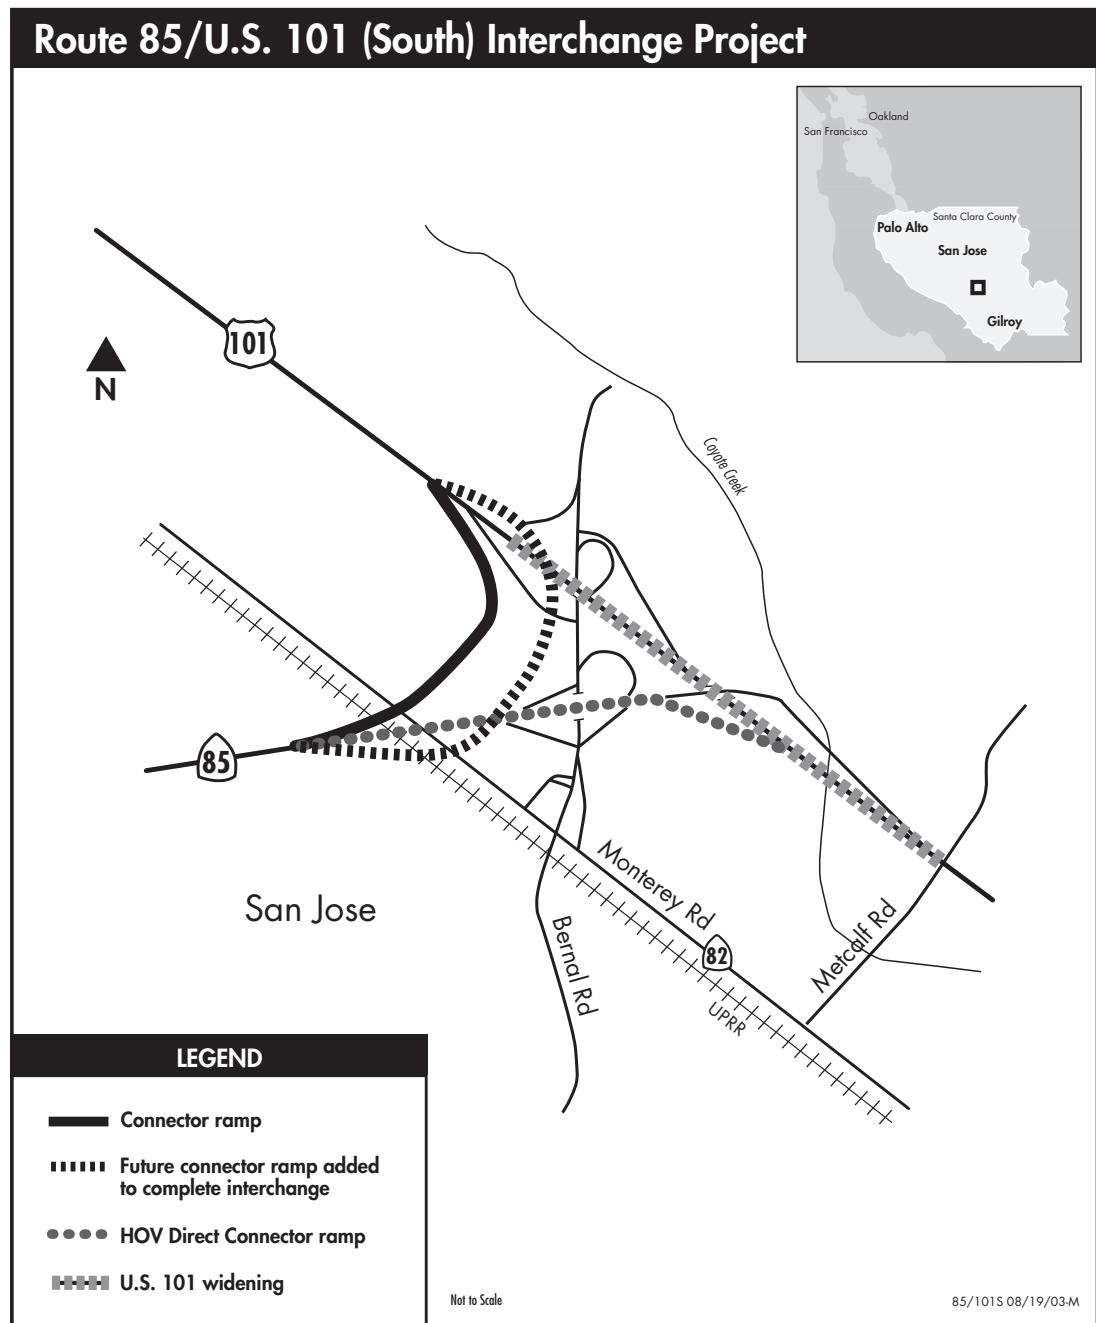 Route 85/U.S. 101 (South) Interchange Project
Oakland
San Francisco
Santa Clara County
Palo Alto
San Jose
Gilroy
101
N
Coyote Creek
85
San Jose
Monterey Rd
82
Bernal Rd
Metcalf Rd
UPRR
LEGEND
Connector ramp
Future connector ramp added
to complete interchange
HOV Direct Connector ramp
U.S. 101 widening
Not to Scale
85/101S 08/19/03-M